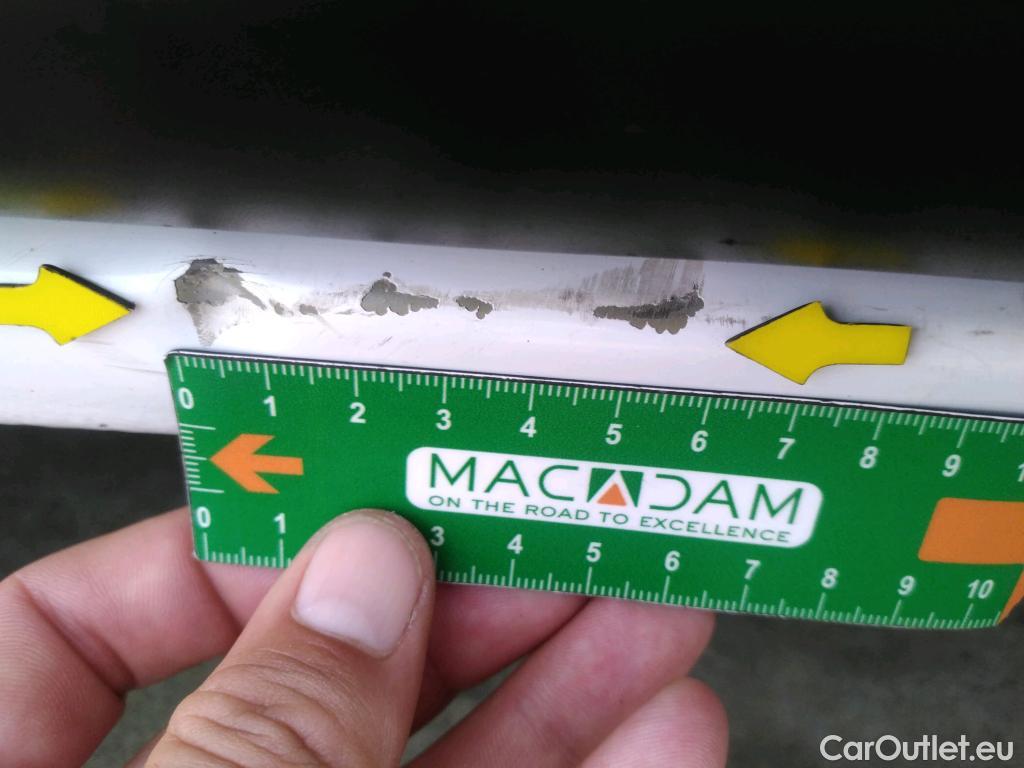 0 1 2 3 4 5 6 7 8 9 1
MACADAM
ON THE ROAD TO EXCELLENCE
0 1 3 4 5 6 7 8 9 10
CarOutlet.eu